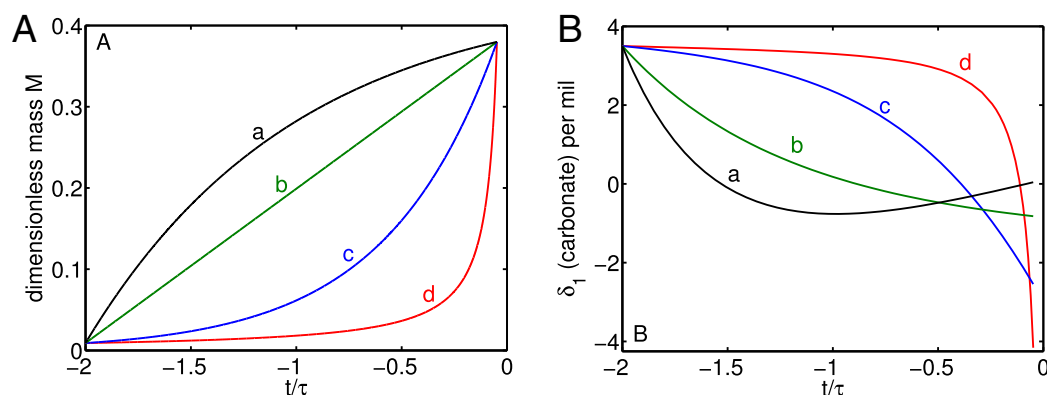 A
A
dimensionless mass M
0.4
0.3
0.2
0.1
0
a
b
c
d
−2
−1.5
−1
−0.5
0
t/τ
B
δ1 (carbonate) per mil
4
2
0
−2
−4
d
c
b
a
B
−2
−1.5
−1
−0.5
0
t/τ